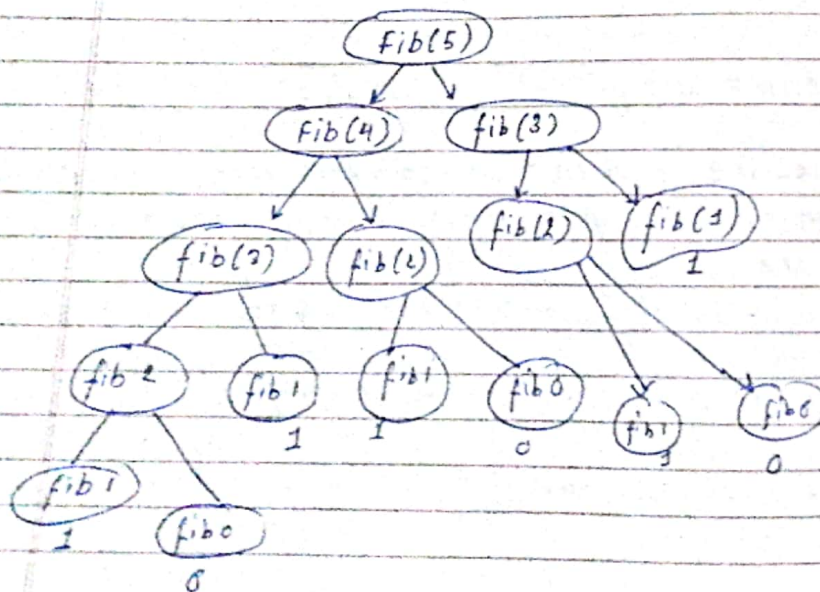 Fib(5)
Fib(4) fib(3)
fib(3) fib(2) fib(2) fib(1)
1
fib 2 fib 1 fib 1 fib 0 fib 1 fib 0
1 1 0 1 0
fib 1 fib 0
1
0